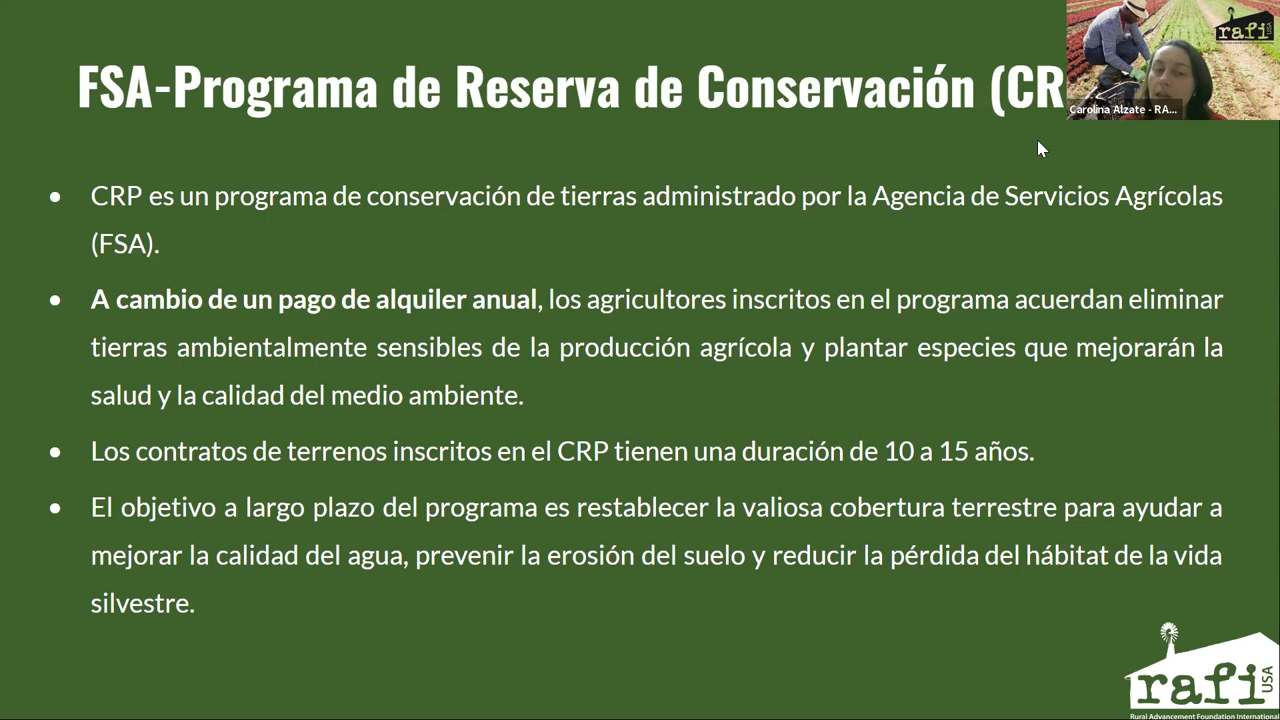 FSA-Programa de Reserva de Conservación (CR
rafi
USA
Carolina Alzate - RA...
• CRP es un programa de conservación de tierras administrado por la Agencia de Servicios Agrícolas
(FSA).
• A cambio de un pago de alquiler anual, los agricultores inscritos en el programa acuerdan eliminar
tierras ambientalmente sensibles de la producción agrícola y plantar especies que mejorarán la
salud y la calidad del medio ambiente.
• Los contratos de terrenos inscritos en el CRP tienen una duración de 10 a 15 años.
• El objetivo a largo plazo del programa es restablecer la valiosa cobertura terrestre para ayudar a
mejorar la calidad del agua, prevenir la erosión del suelo y reducir la pérdida del hábitat de la vida
silvestre.
rafi
USA
Rural Advancement Foundation International